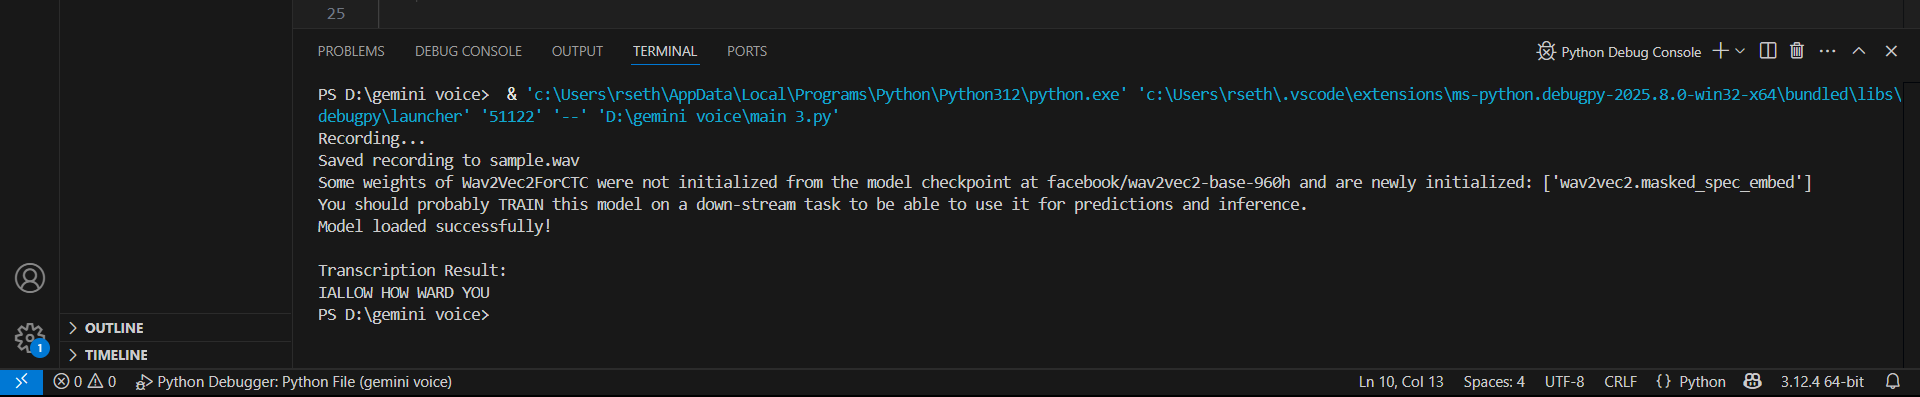 25
PROBLEMS DEBUG CONSOLE OUTPUT TERMINAL PORTS Python Debug Console
PS D:\gemini voice>  & 'c:\Users\rseth\AppData\Local\Programs\Python\Python312\python.exe' 'c:\Users\rseth\.vscode\extensions\ms-python.debugpy-2025.8.0-win32-x64\bundled\libs\
debugpy\launcher' '51122' '--' 'D:\gemini voice\main 3.py'
Recording...
Saved recording to sample.wav
Some weights of Wav2Vec2ForCTC were not initialized from the model checkpoint at facebook/wav2vec2-base-960h and are newly initialized: ['wav2vec2.masked_spec_embed']
You should probably TRAIN this model on a down-stream task to be able to use it for predictions and inference.
Model loaded successfully!
Transcription Result:
IALLOW HOW WARD YOU
PS D:\gemini voice>
OUTLINE
1
TIMELINE
0 0 Python Debugger: Python File (gemini voice) Ln 10, Col 13 Spaces: 4 UTF-8 CRLF {} Python 3.12.4 64-bit